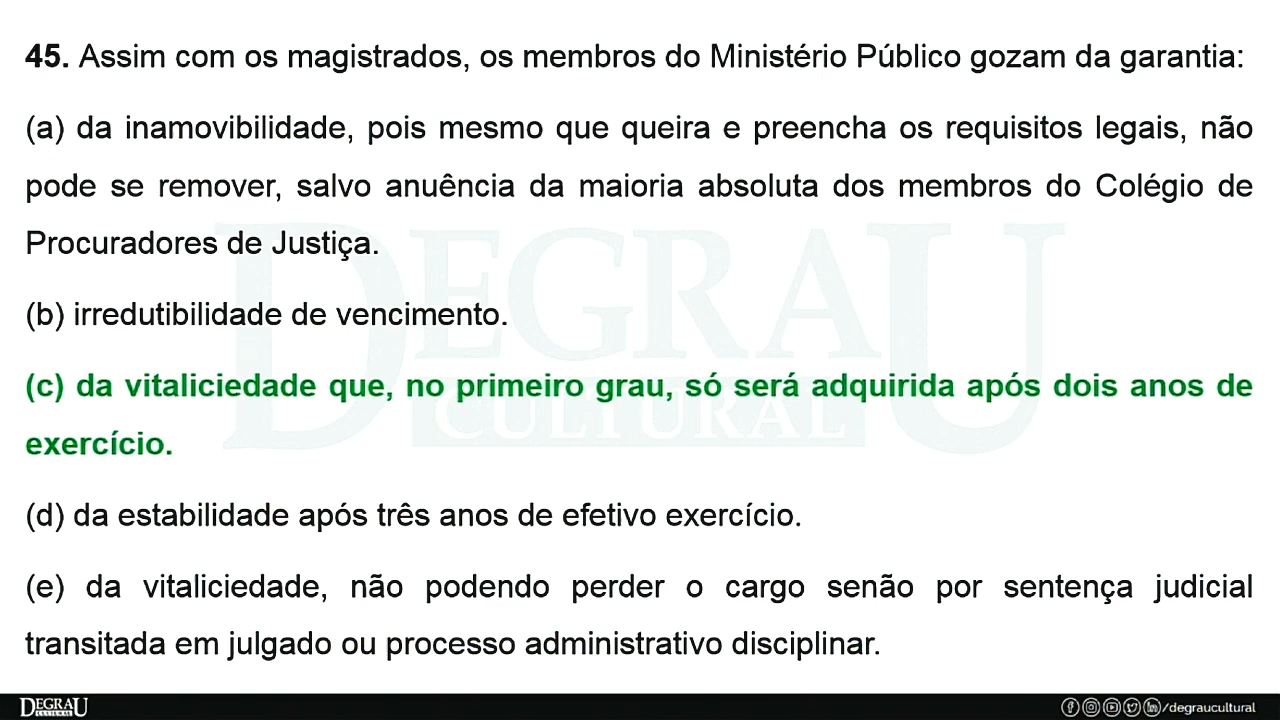 45. Assim com os magistrados, os membros do Ministério Público gozam da garantia:
(a) da inamovibilidade, pois mesmo que queira e preencha os requisitos legais, não
pode se remover, salvo anuência da maioria absoluta dos membros do Colégio de
Procuradores de Justiça.
(b) irredutibilidade de vencimento.
(c) da vitaliciedade que, no primeiro grau, só será adquirida após dois anos de
exercício.
(d) da estabilidade após três anos de efetivo exercício.
(e) da vitaliciedade, não podendo perder o cargo senão por sentença judicial
transitada em julgado ou processo administrativo disciplinar.
DEGRAU
CULTURAL
DEGRAU
CULTURAL
/degraucultural